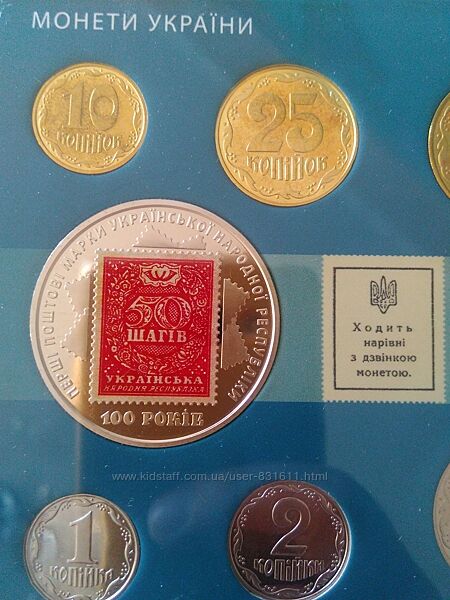 МОНЕТИ УКРАЇНИ
10
КОПІЙОК
25
КОПІЙОК
ПЕРШІ ПОШТОВІ МАРКИ УКРАЇНСЬКОЇ НАРОДНОЇ РЕСПУБЛІКИ
50
ШАГІВ
УКРАЇНСЬКА
НАРОДНЯ РЕСПУБЛІКА
100 РОКІВ
Ходить
нарівні
з дзвінкою
монетою.
www.kidstaff.com.ua/user-831611.html
1
КОПІЙКА
2
КОПІЙКИ